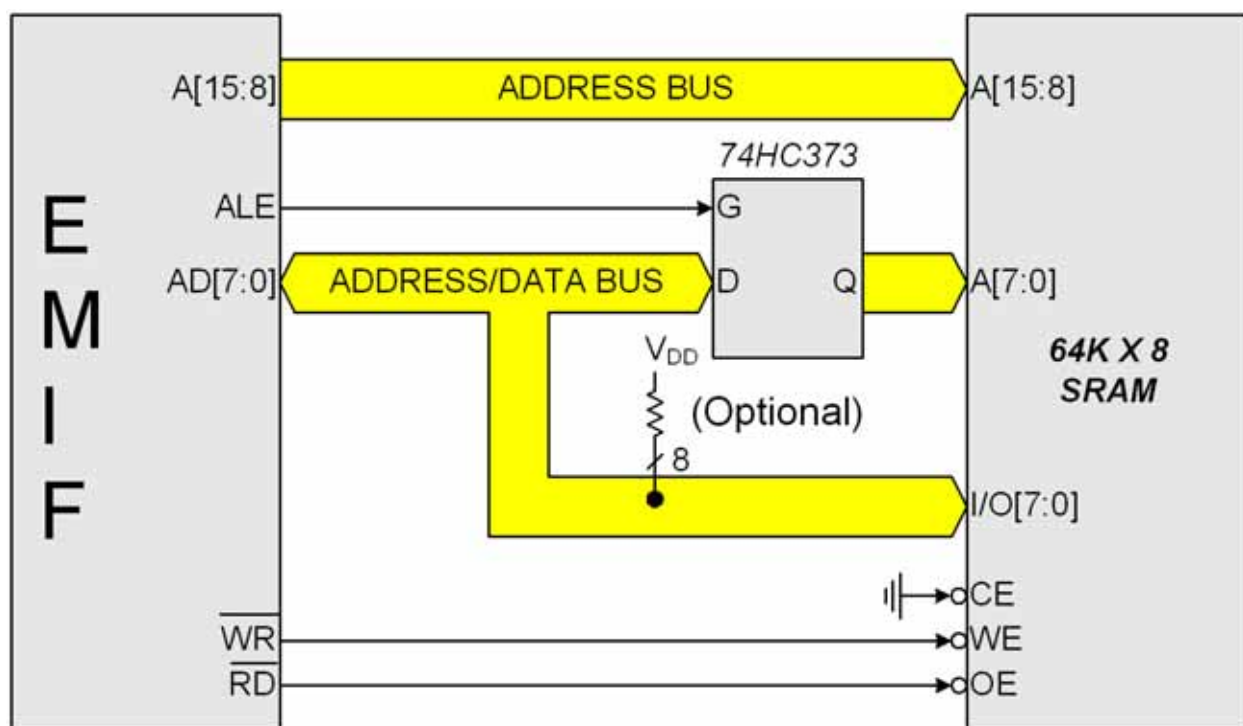 A[15:8] ADDRESS BUS A[15:8]
74HC373
ALE G
AD[7:0] ADDRESS/DATA BUS D Q A[7:0]
E
M
I
F
64K X 8
SRAM
VDD
(Optional)
8
I/O[7:0]
CE
WR WE
RD OE